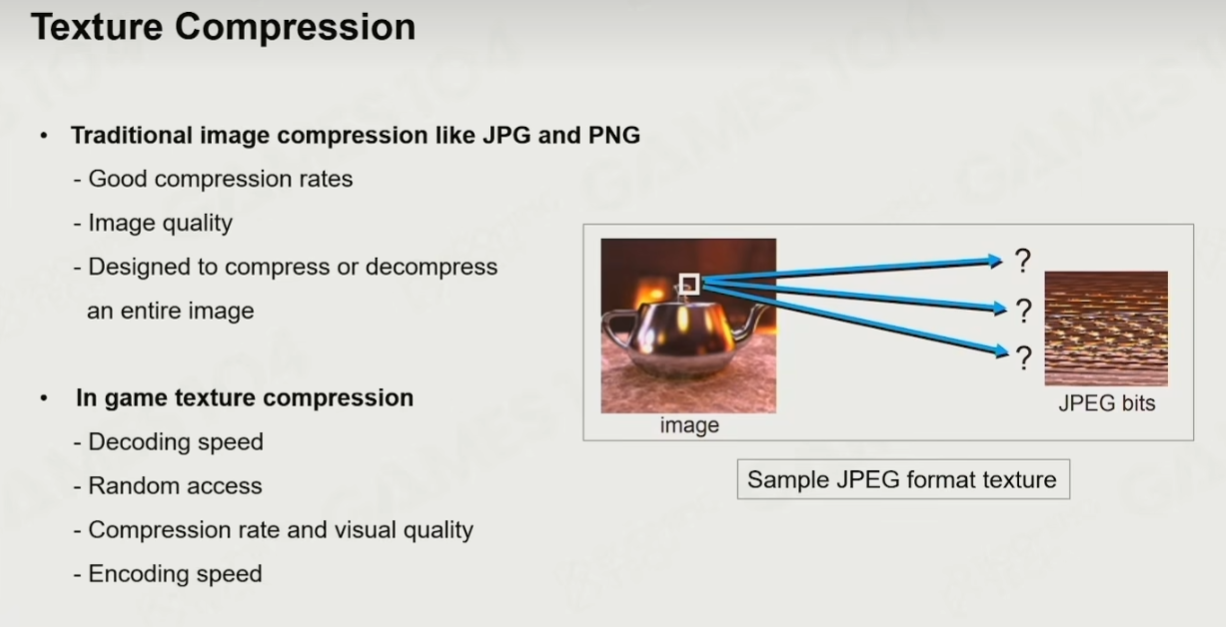 Texture Compression
• Traditional image compression like JPG and PNG
- Good compression rates
- Image quality
- Designed to compress or decompress
an entire image
• In game texture compression
- Decoding speed
- Random access
- Compression rate and visual quality
- Encoding speed
?
?
?
image
JPEG bits
Sample JPEG format texture
GAMES104